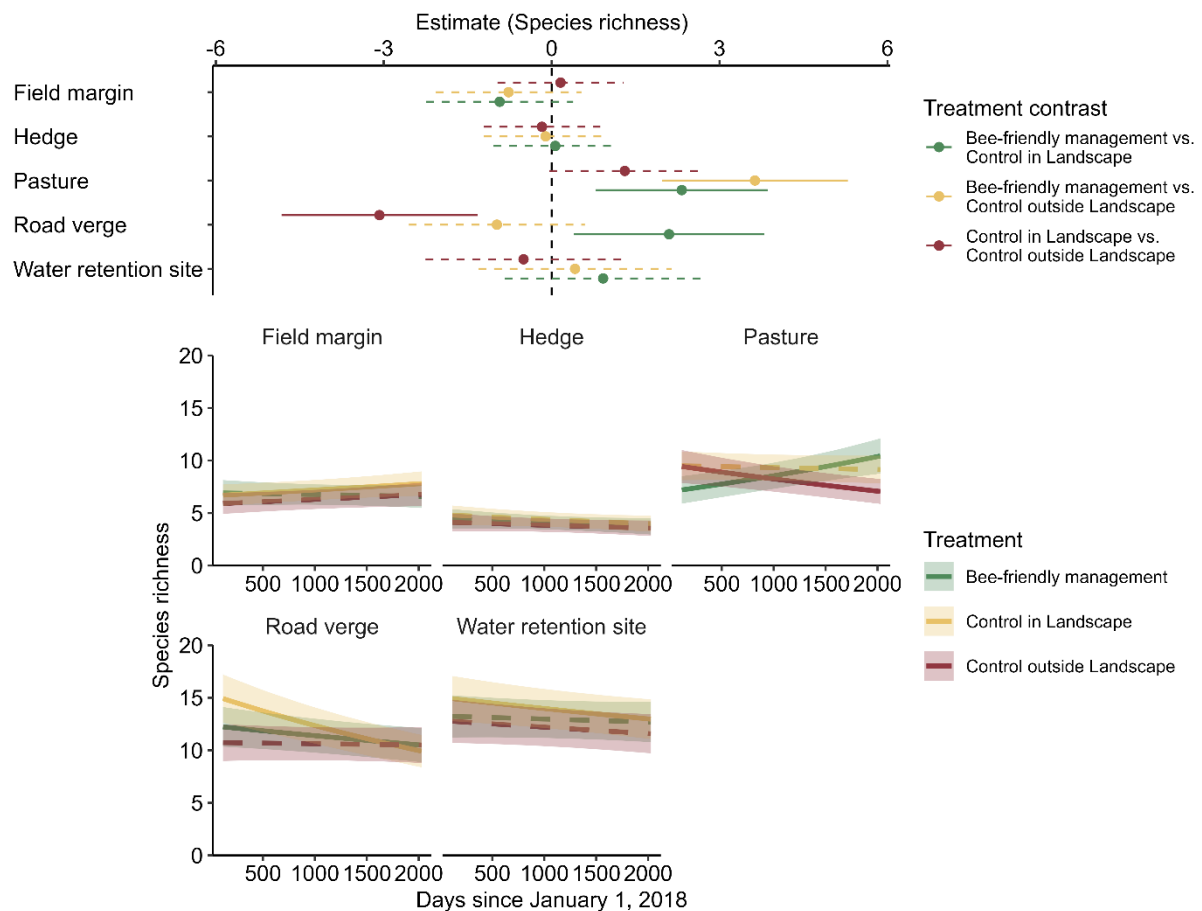 Estimate (Species richness)
-6 -3 0 3 6
Field margin
Hedge
Pasture
Road verge
Water retention site
Treatment contrast
Bee-friendly management vs.
Control in Landscape
Bee-friendly management vs.
Control outside Landscape
Control in Landscape vs.
Control outside Landscape
Field margin Hedge Pasture
20
15
10
5
0
500 1000 1500 2000 500 1000 1500 2000 500 1000 1500 2000
Road verge Water retention site
20
15
10
5
0
500 1000 1500 2000 500 1000 1500 2000
Species richness
Days since January 1, 2018
Treatment
Bee-friendly management
Control in Landscape
Control outside Landscape